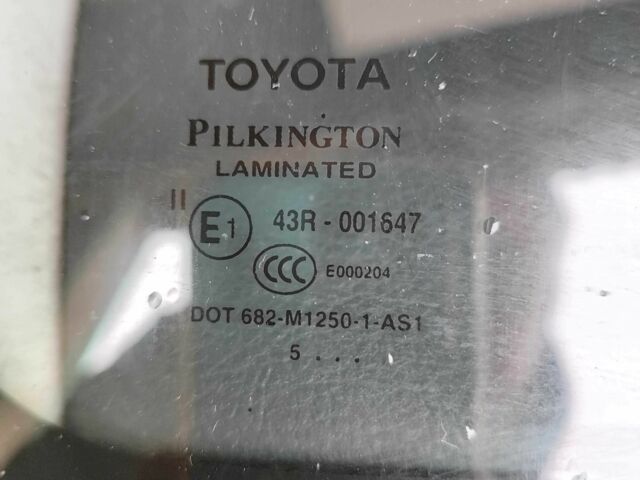 TOYOTA
PILKINGTON
LAMINATED
II E1 43R - 001647
CCC E000204
DOT 682-M1250-1-AS1
5 . . .